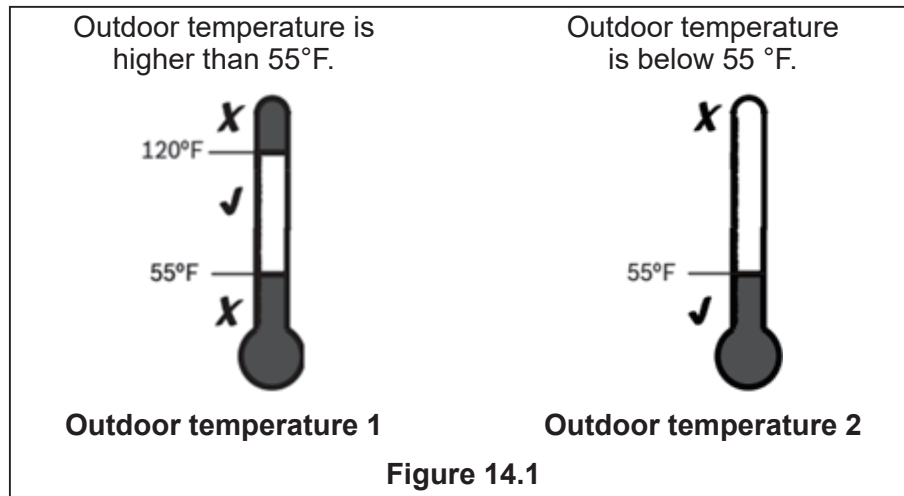 Outdoor temperature is
higher than 55°F.
120°F
55°F
Outdoor temperature 1
Outdoor temperature
is below 55 °F.
55°F
Outdoor temperature 2
Figure 14.1